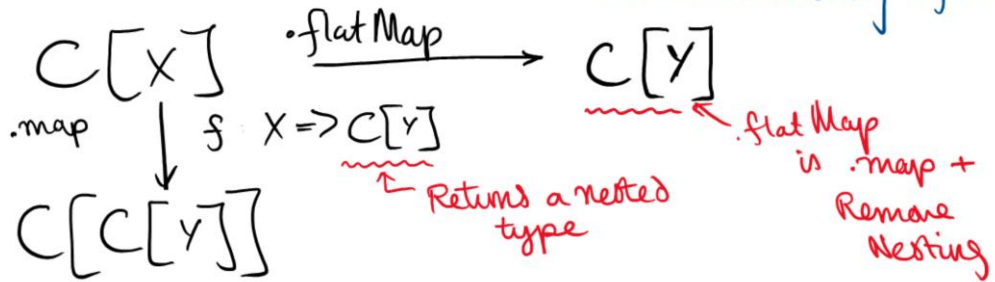 C[X] .flatMap C[Y]
.map f X => C[Y]
Returns a nested
type
.flatMap
is .map +
Remove
Nesting
C[C[Y]]